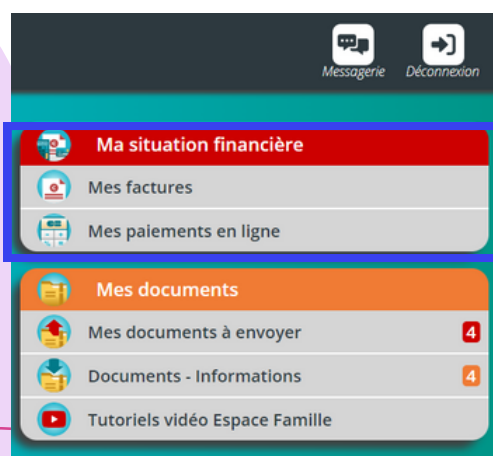 Messagerie Déconnexion
Ma situation financière
Mes factures
Mes paiements en ligne
Mes documents
Mes documents à envoyer 4
Documents - Informations 4
Tutoriels vidéo Espace Famille